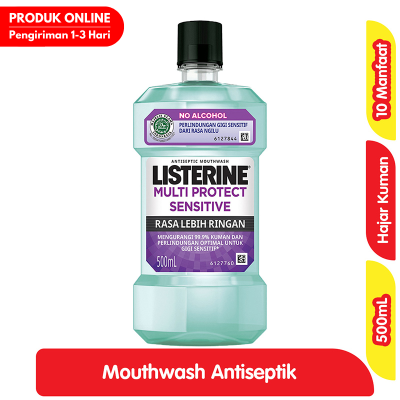 PRODUK ONLINE
Pengiriman 1-3 Hari
NO ALCOHOL
PERLINDUNGAN GIGI SENSITIF
DARI RASA NGILU
6127844
ANTISEPTIC MOUTHWASH
LISTERINE
MULTI PROTECT
SENSITIVE
RASA LEBIH RINGAN
MENGURANGI 99.9% KUMAN DAN
PERLINDUNGAN OPTIMAL UNTUK
GIGI SENSITIF*
500mL
6127760
10 Manfaat
Hajar Kuman
500ml
Mouthwash Antiseptik